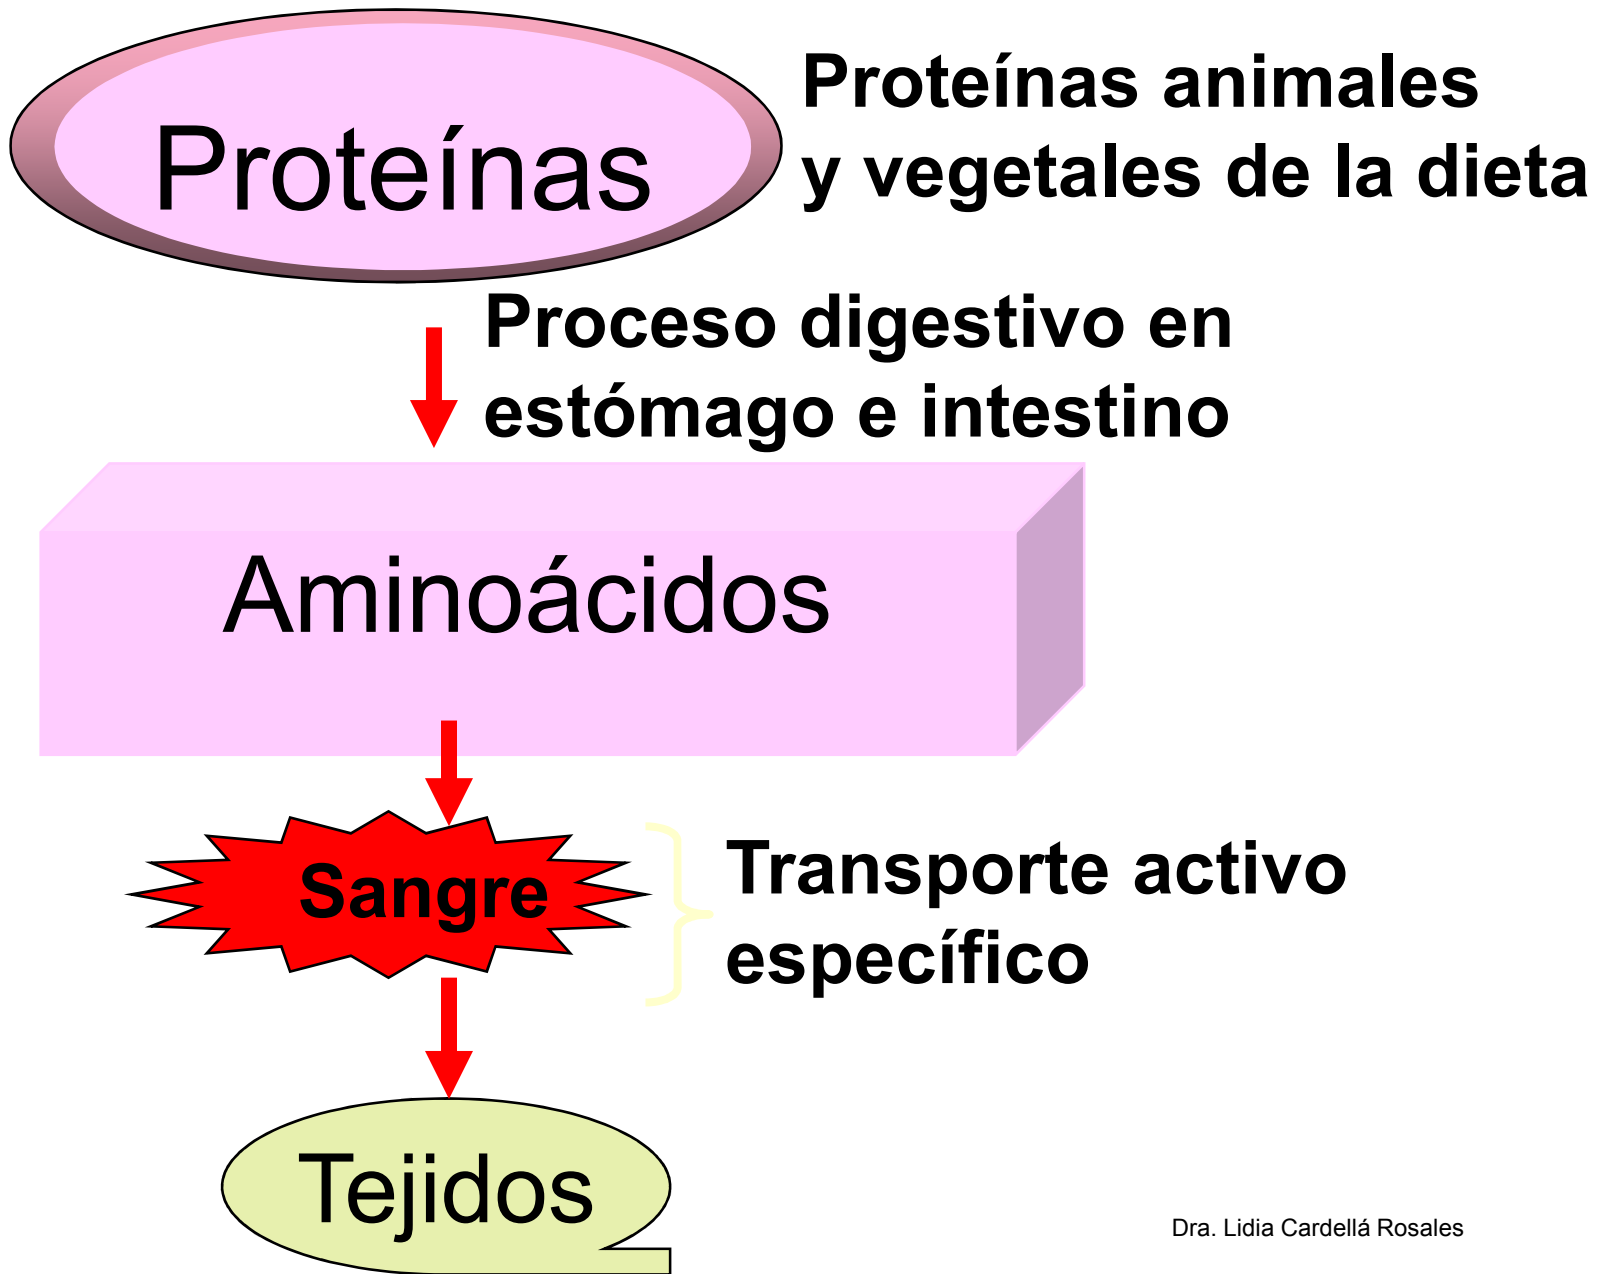 Proteínas
Proteínas animales
y vegetales de la dieta
Proceso digestivo en
estómago e intestino
Aminoácidos
Sangre
Transporte activo
específico
Tejidos
Dra. Lidia Cardellá Rosales